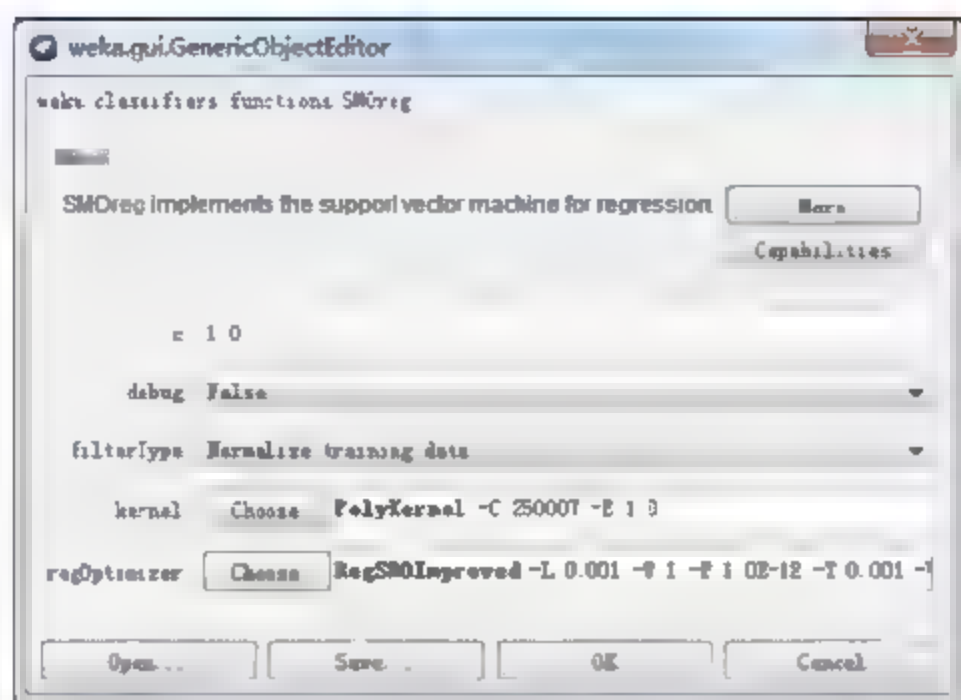 weka.gui.GenericObjectEditor
weka classifiers functions SMOreg
SMOreg implements the support vector machine for regression.
More
Capabilities
c 1 0
debug False
filterType Normalize training data
kernel Choose PolyKernel -C 250007 -E 1 0
regOptimizer Choose RegSMOImproved -L 0.001 -W 1 -P 1 0E-12 -T 0.001 -V
Open... Save... OK Cancel